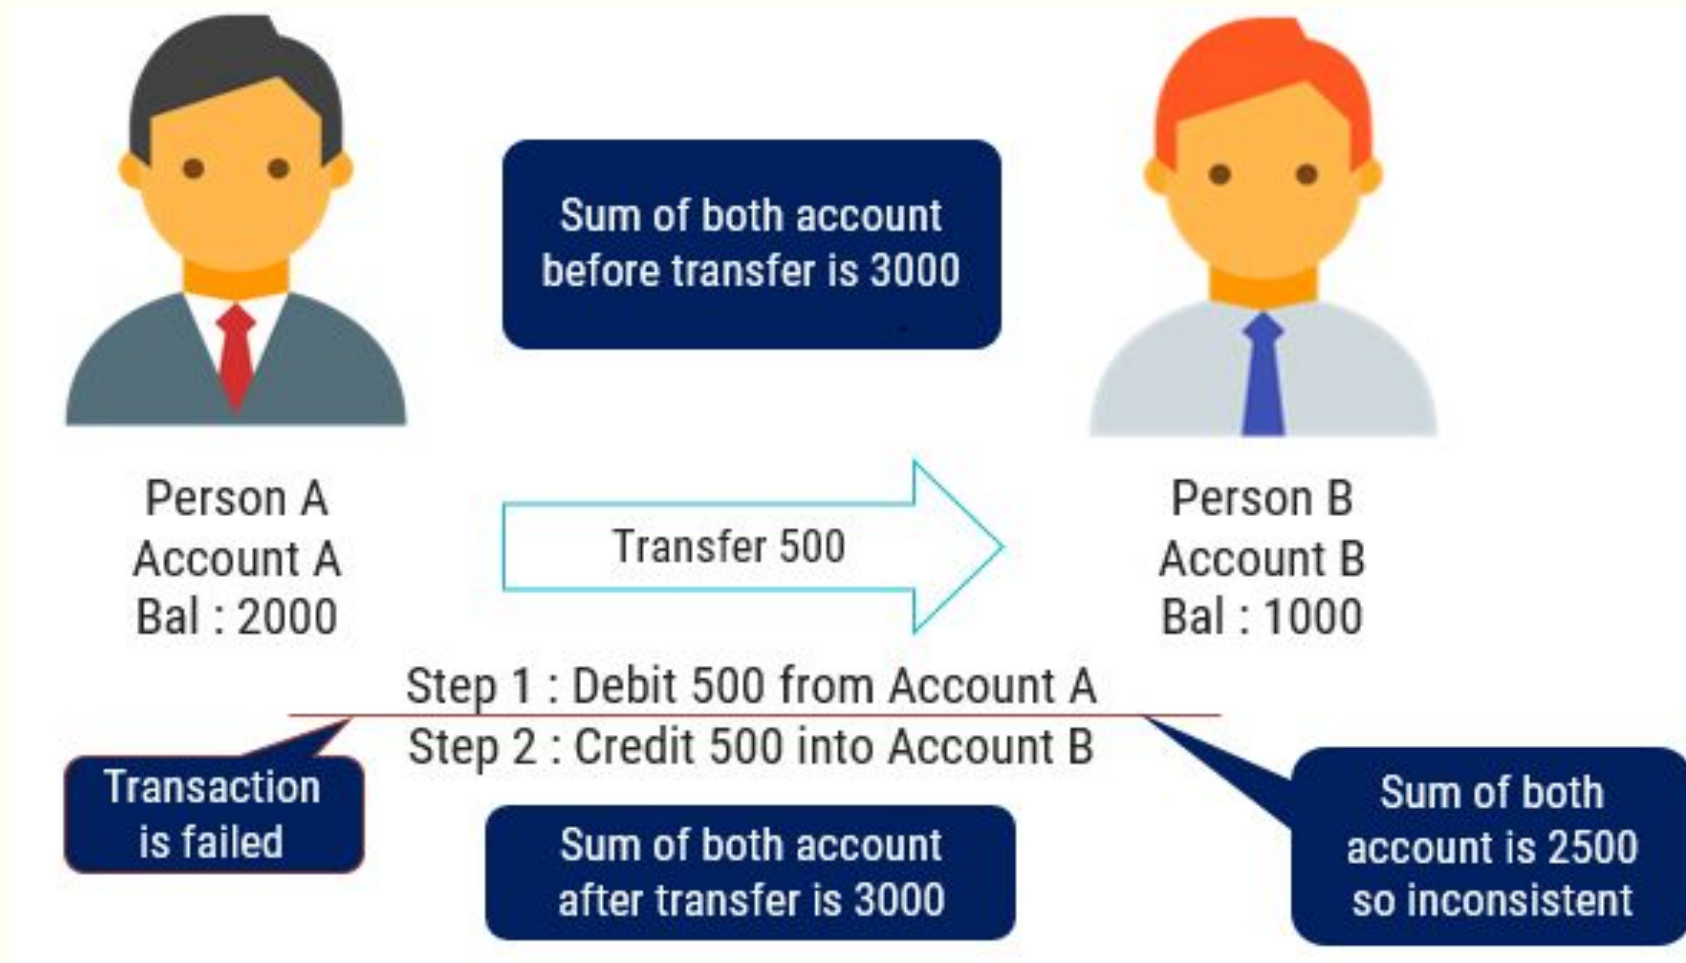 Sum of both account
before transfer is 3000
Person A
Account A
Bal : 2000
Transfer 500
Person B
Account B
Bal : 1000
Step 1 : Debit 500 from Account A
Step 2 : Credit 500 into Account B
Transaction
is failed
Sum of both account
after transfer is 3000
Sum of both
account is 2500
so inconsistent